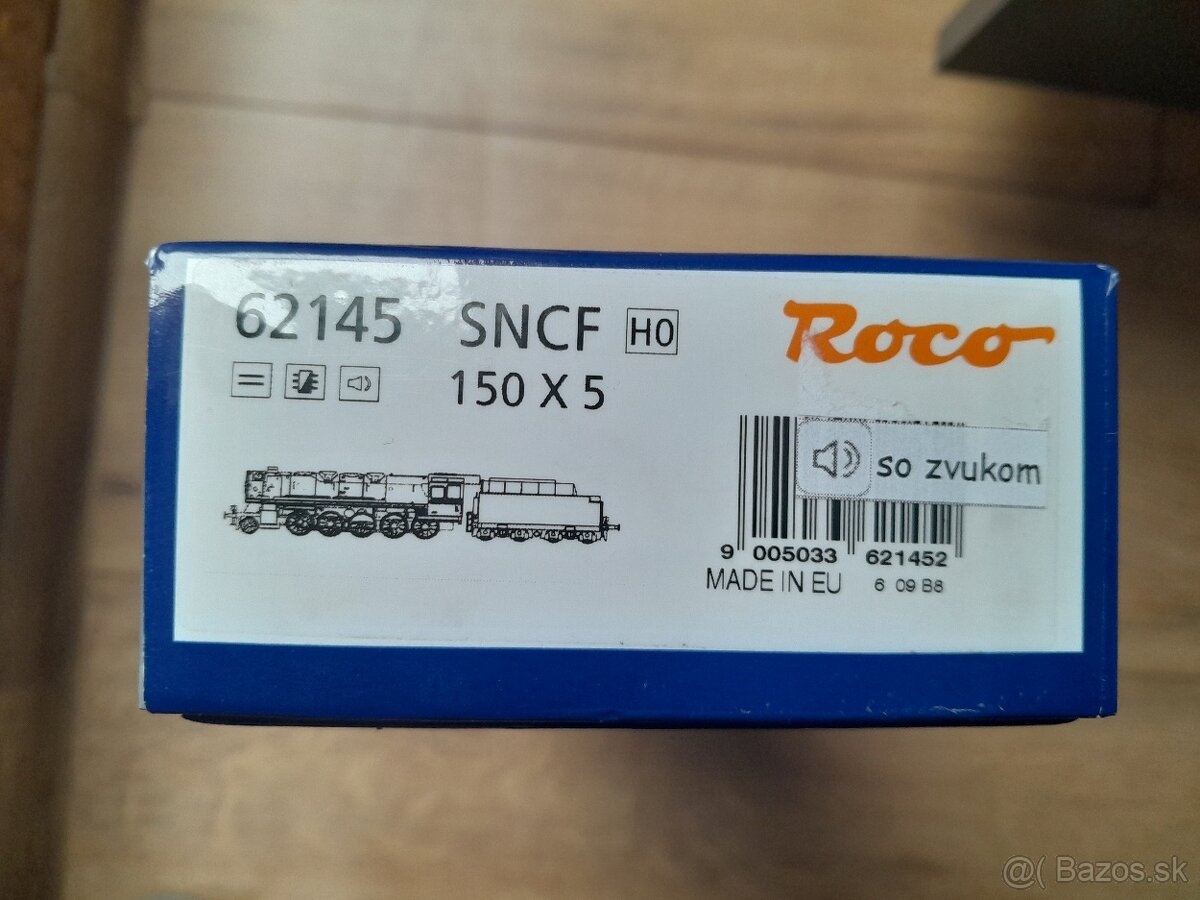 62145 SNCF H0
Roco
150 X 5
so zvukom
9 005033 621452
MADE IN EU 6 09 B8
@( Bazos.sk